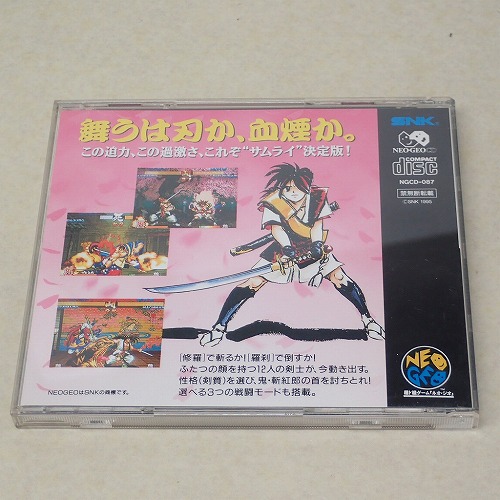 舞うは刃か、血煙か。
この迫力、この過激さ、これぞ“サムライ”決定版！
SNK
NEO•GEO CD
COMPACT
disc
NGCD-087
禁無断転載
©SNK 1995
「修羅」で斬るか！「羅刹」で倒すか！
ふたつの顔を持つ12人の剣士が、今動き出す。
性格（剣質）を選び、鬼・斬紅郎の首を討ちとれ！
選べる3つの戦闘モードも搭載。
NEOGEOはSNKの商標です。
NEO
GEO